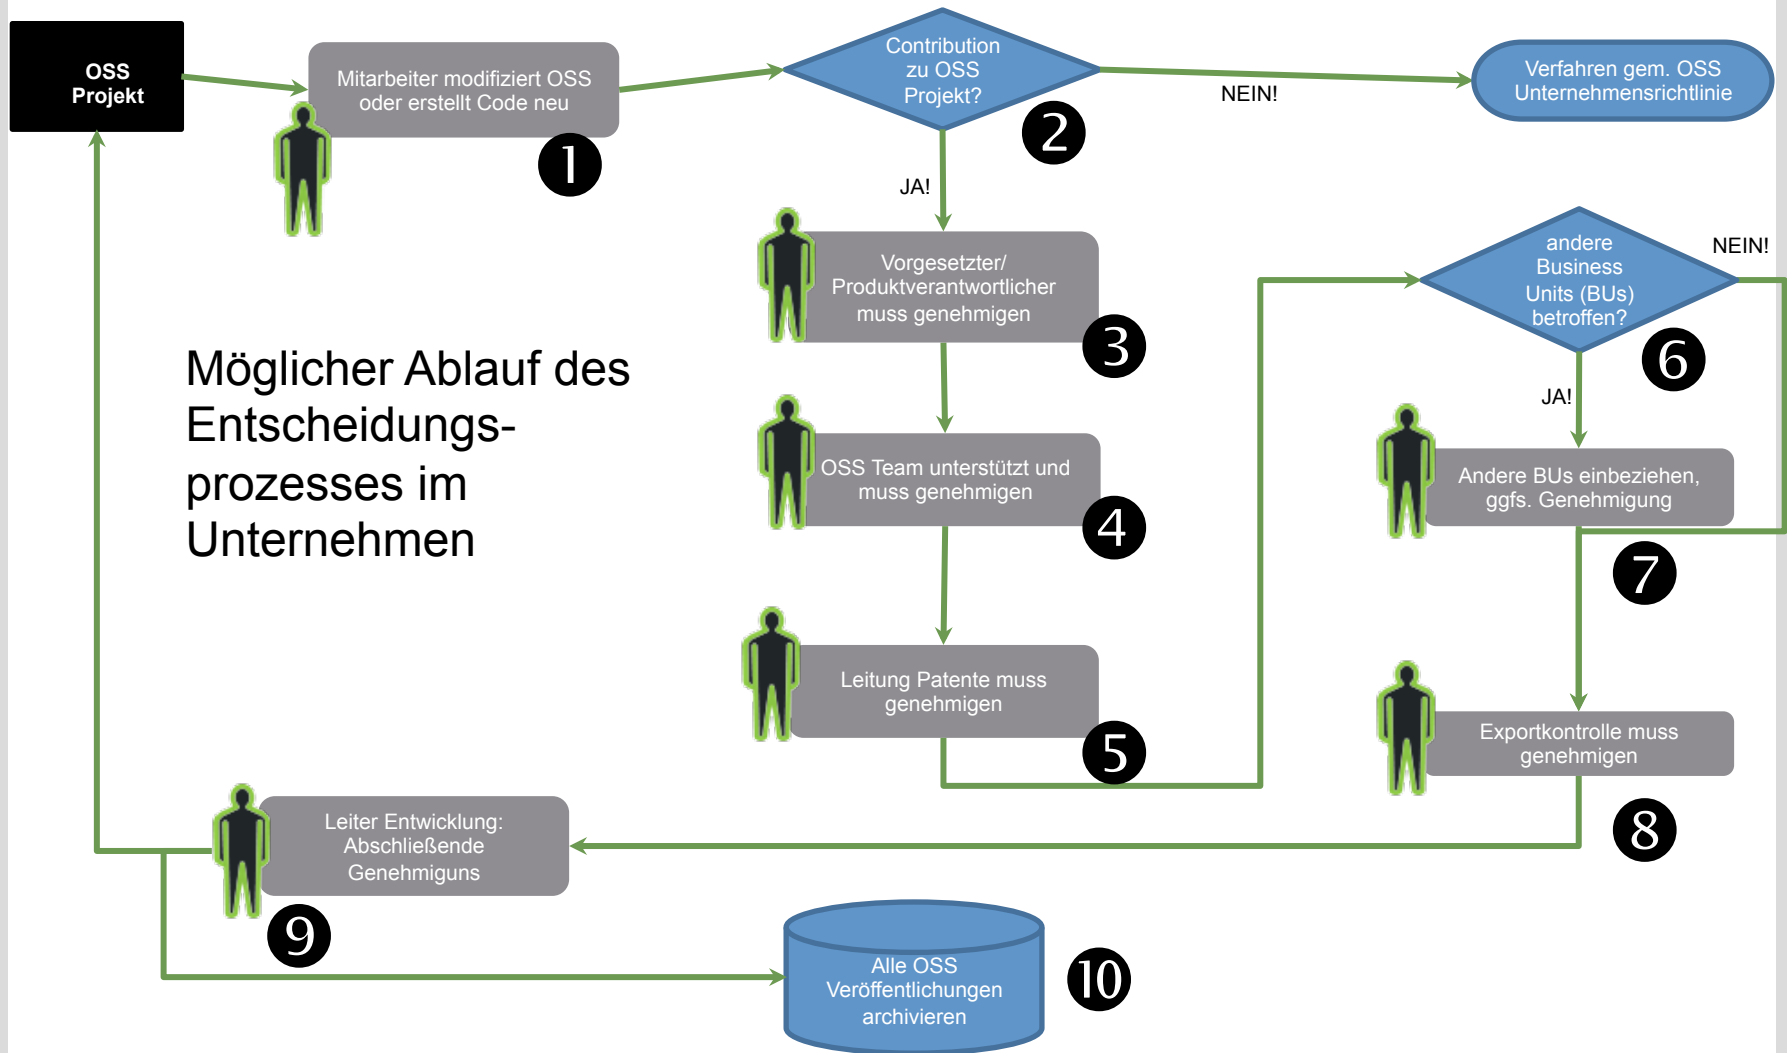 OSS
Projekt
Mitarbeiter modifiziert OSS
oder erstellt Code neu
1
Contribution
zu OSS
Projekt?
2
NEIN!
Verfahren gem. OSS
Unternehmensrichtlinie
JA!
Vorgesetzter/
Produktverantwortlicher
muss genehmigen
3
andere
Business
Units (BUs)
betroffen?
NEIN!
6
JA!
Möglicher Ablauf des
Entscheidungs-
prozesses im
Unternehmen
OSS Team unterstützt und
muss genehmigen
4
Andere BUs einbeziehen,
ggfs. Genehmigung
7
Leitung Patente muss
genehmigen
5
Exportkontrolle muss
genehmigen
8
Leiter Entwicklung:
Abschließende
Genehmiguns
9
Alle OSS
Veröffentlichungen
archivieren
10